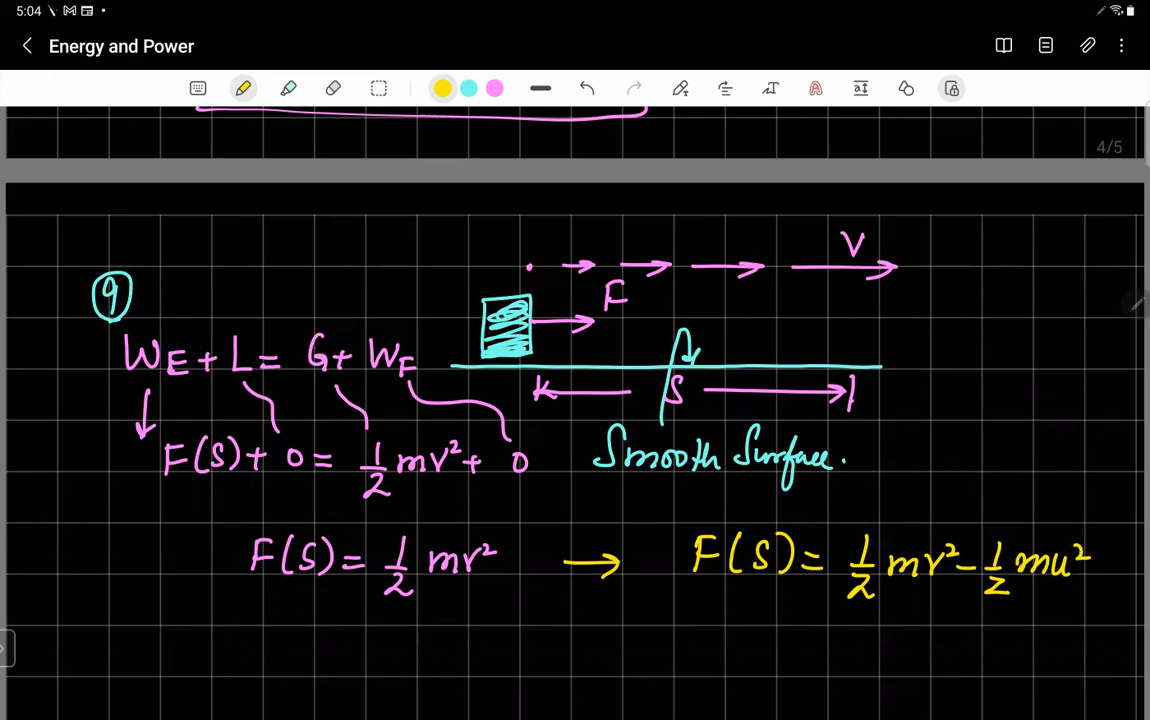 5:04
Energy and Power
4/5
V
9
F
WE + L = G + WF
S
F(S) + 0 = 1/2 mv² + 0
Smooth Surface.
F(S) = 1/2 mv² → F(S) = 1/2 mv² - 1/2 mu²